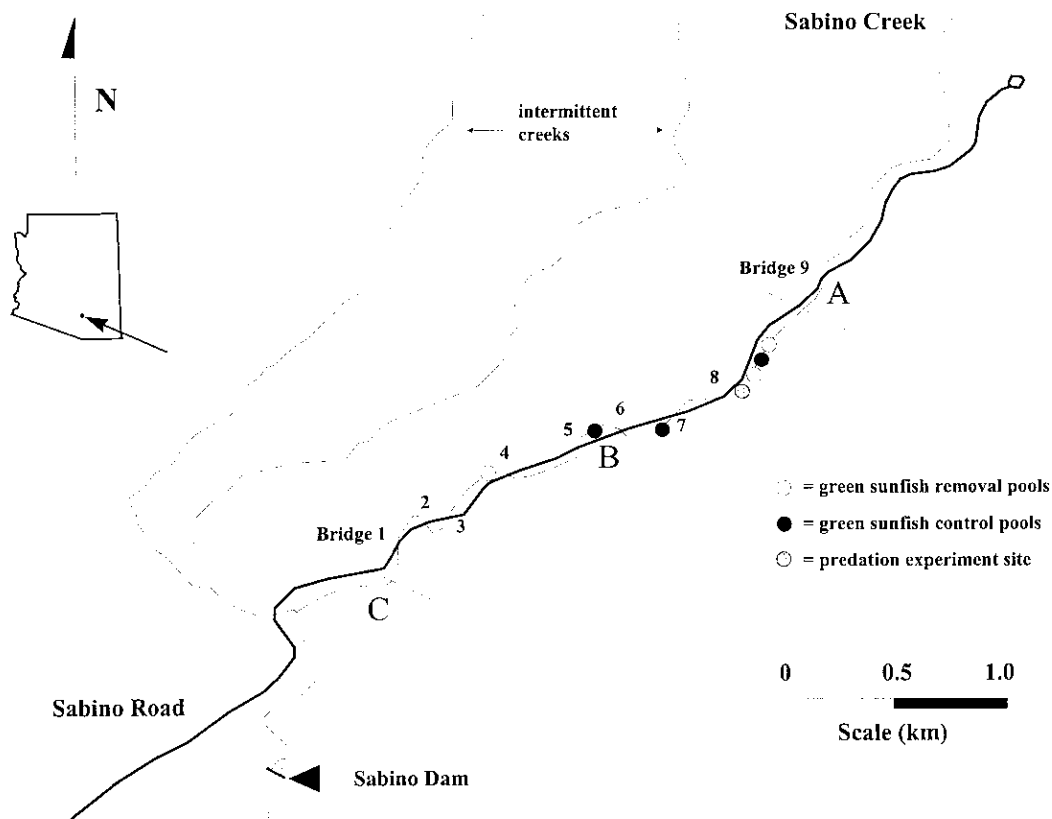 Sabino Creek
N
intermittent
creeks
Bridge 9
A
8
6
5
7
B
4
2
3
Bridge 1
C
= green sunfish removal pools
= green sunfish control pools
= predation experiment site
0 0.5 1.0
Scale (km)
Sabino Road
Sabino Dam